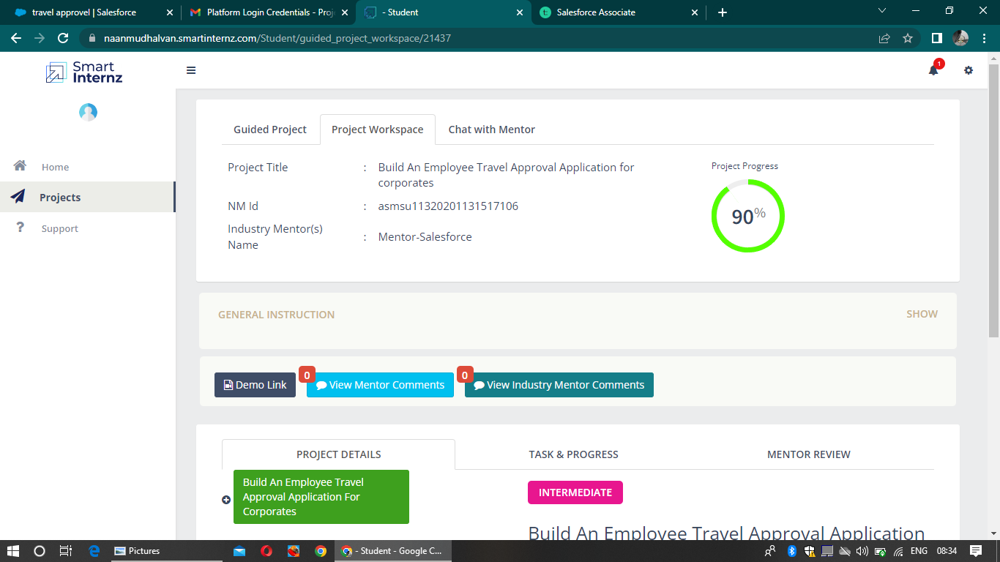 travel approvel | Salesforce
Platform Login Credentials - Proj
- Student
Salesforce Associate
naanmudhalvan.smartinternz.com/Student/guided_project_workspace/21437
Smart
Internz
1
Guided Project
Project Workspace
Chat with Mentor
Home
Projects
Support
Project Title : Build An Employee Travel Approval Application for
corporates
NM Id : asmsu11320201131517106
Industry Mentor(s)
Name : Mentor-Salesforce
Project Progress
90%
GENERAL INSTRUCTION
SHOW
Demo Link
0
View Mentor Comments
0
View Industry Mentor Comments
PROJECT DETAILS
TASK & PROGRESS
MENTOR REVIEW
Build An Employee Travel
Approval Application For
Corporates
INTERMEDIATE
Build An Employee Travel Approval Application
Pictures
- Student - Google C...
ENG
08:34